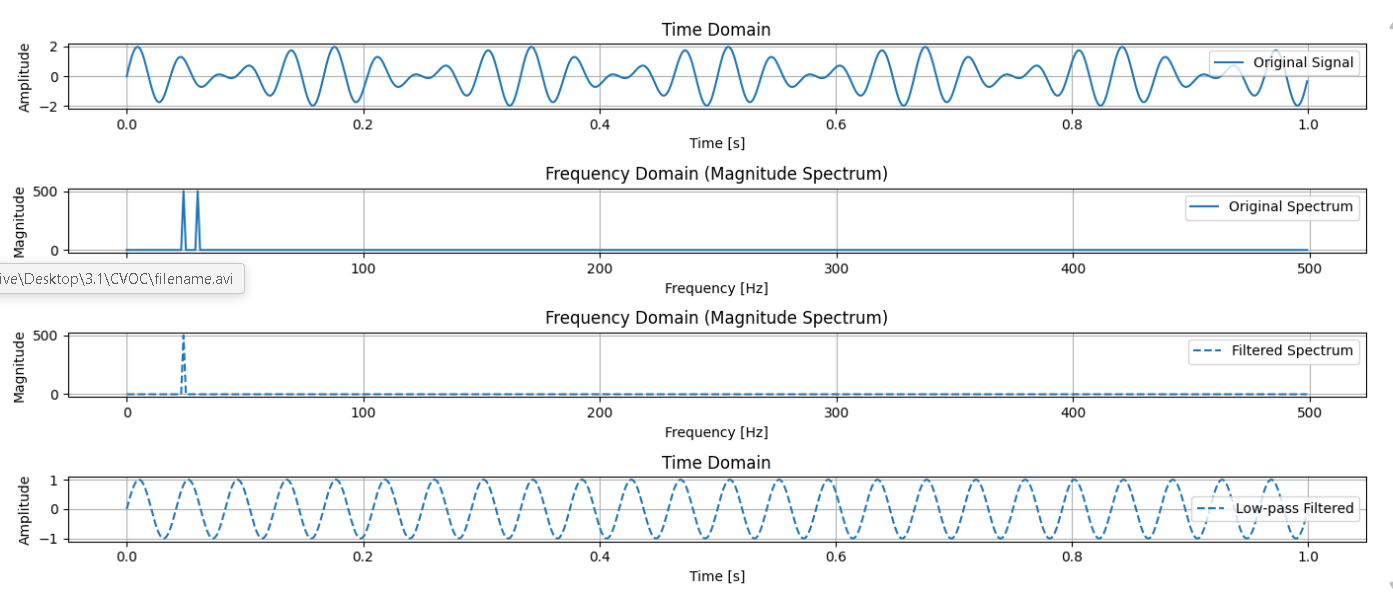 Time Domain
2
0
−2
Amplitude
Original Signal
0.0 0.2 0.4 0.6 0.8 1.0
Time [s]
Frequency Domain (Magnitude Spectrum)
500
0
Magnitude
Original Spectrum
100 200 300 400 500
ive\Desktop\3.1\CVOC\filename.avi
Frequency [Hz]
Frequency Domain (Magnitude Spectrum)
500
0
Magnitude
Filtered Spectrum
0 100 200 300 400 500
Frequency [Hz]
Time Domain
1
0
−1
Amplitude
Low-pass Filtered
0.0 0.2 0.4 0.6 0.8 1.0
Time [s]